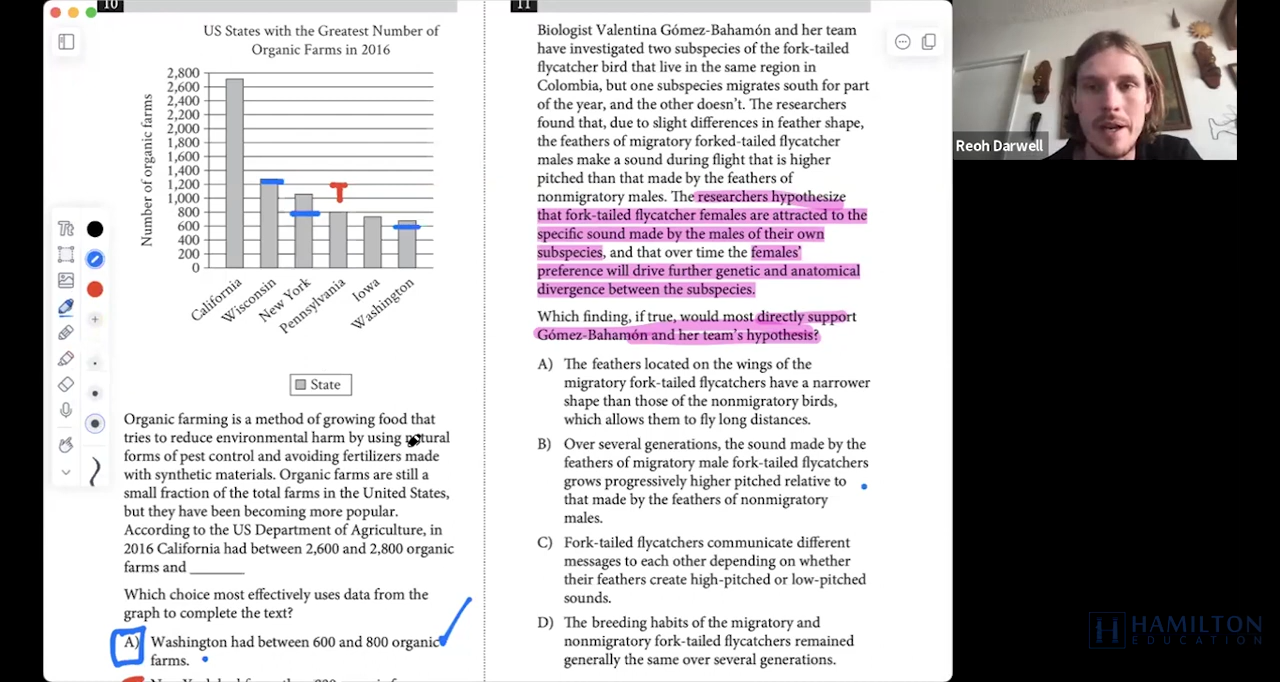 10
US States with the Greatest Number of
Organic Farms in 2016
Number of organic farms
2,800
2,600
2,400
2,200
2,000
1,800
1,600
1,400
1,200
1,000
800
600
400
200
0
California
Wisconsin
New York
Pennsylvania
Iowa
Washington
State
Organic farming is a method of growing food that
tries to reduce environmental harm by using natural
forms of pest control and avoiding fertilizers made
with synthetic materials. Organic farms are still a
small fraction of the total farms in the United States,
but they have been becoming more popular.
According to the US Department of Agriculture, in
2016 California had between 2,600 and 2,800 organic
farms and ______
Which choice most effectively uses data from the
graph to complete the text?
A) Washington had between 600 and 800 organic
farms.
11
Biologist Valentina Gómez-Bahamón and her team
have investigated two subspecies of the fork-tailed
flycatcher bird that live in the same region in
Colombia, but one subspecies migrates south for part
of the year, and the other doesn't. The researchers
found that, due to slight differences in feather shape,
the feathers of migratory forked-tailed flycatcher
males make a sound during flight that is higher
pitched than that made by the feathers of
nonmigratory males. The researchers hypothesize
that fork-tailed flycatcher females are attracted to the
specific sound made by the males of their own
subspecies, and that over time the females'
preference will drive further genetic and anatomical
divergence between the subspecies.
Which finding, if true, would most directly support
Gómez-Bahamón and her team's hypothesis?
A) The feathers located on the wings of the
migratory fork-tailed flycatchers have a narrower
shape than those of the nonmigratory birds,
which allows them to fly long distances.
B) Over several generations, the sound made by the
feathers of migratory male fork-tailed flycatchers
grows progressively higher pitched relative to
that made by the feathers of nonmigratory
males.
C) Fork-tailed flycatchers communicate different
messages to each other depending on whether
their feathers create high-pitched or low-pitched
sounds.
D) The breeding habits of the migratory and
nonmigratory fork-tailed flycatchers remained
generally the same over several generations.
Reoh Darwell
HAMILTON
EDUCATION